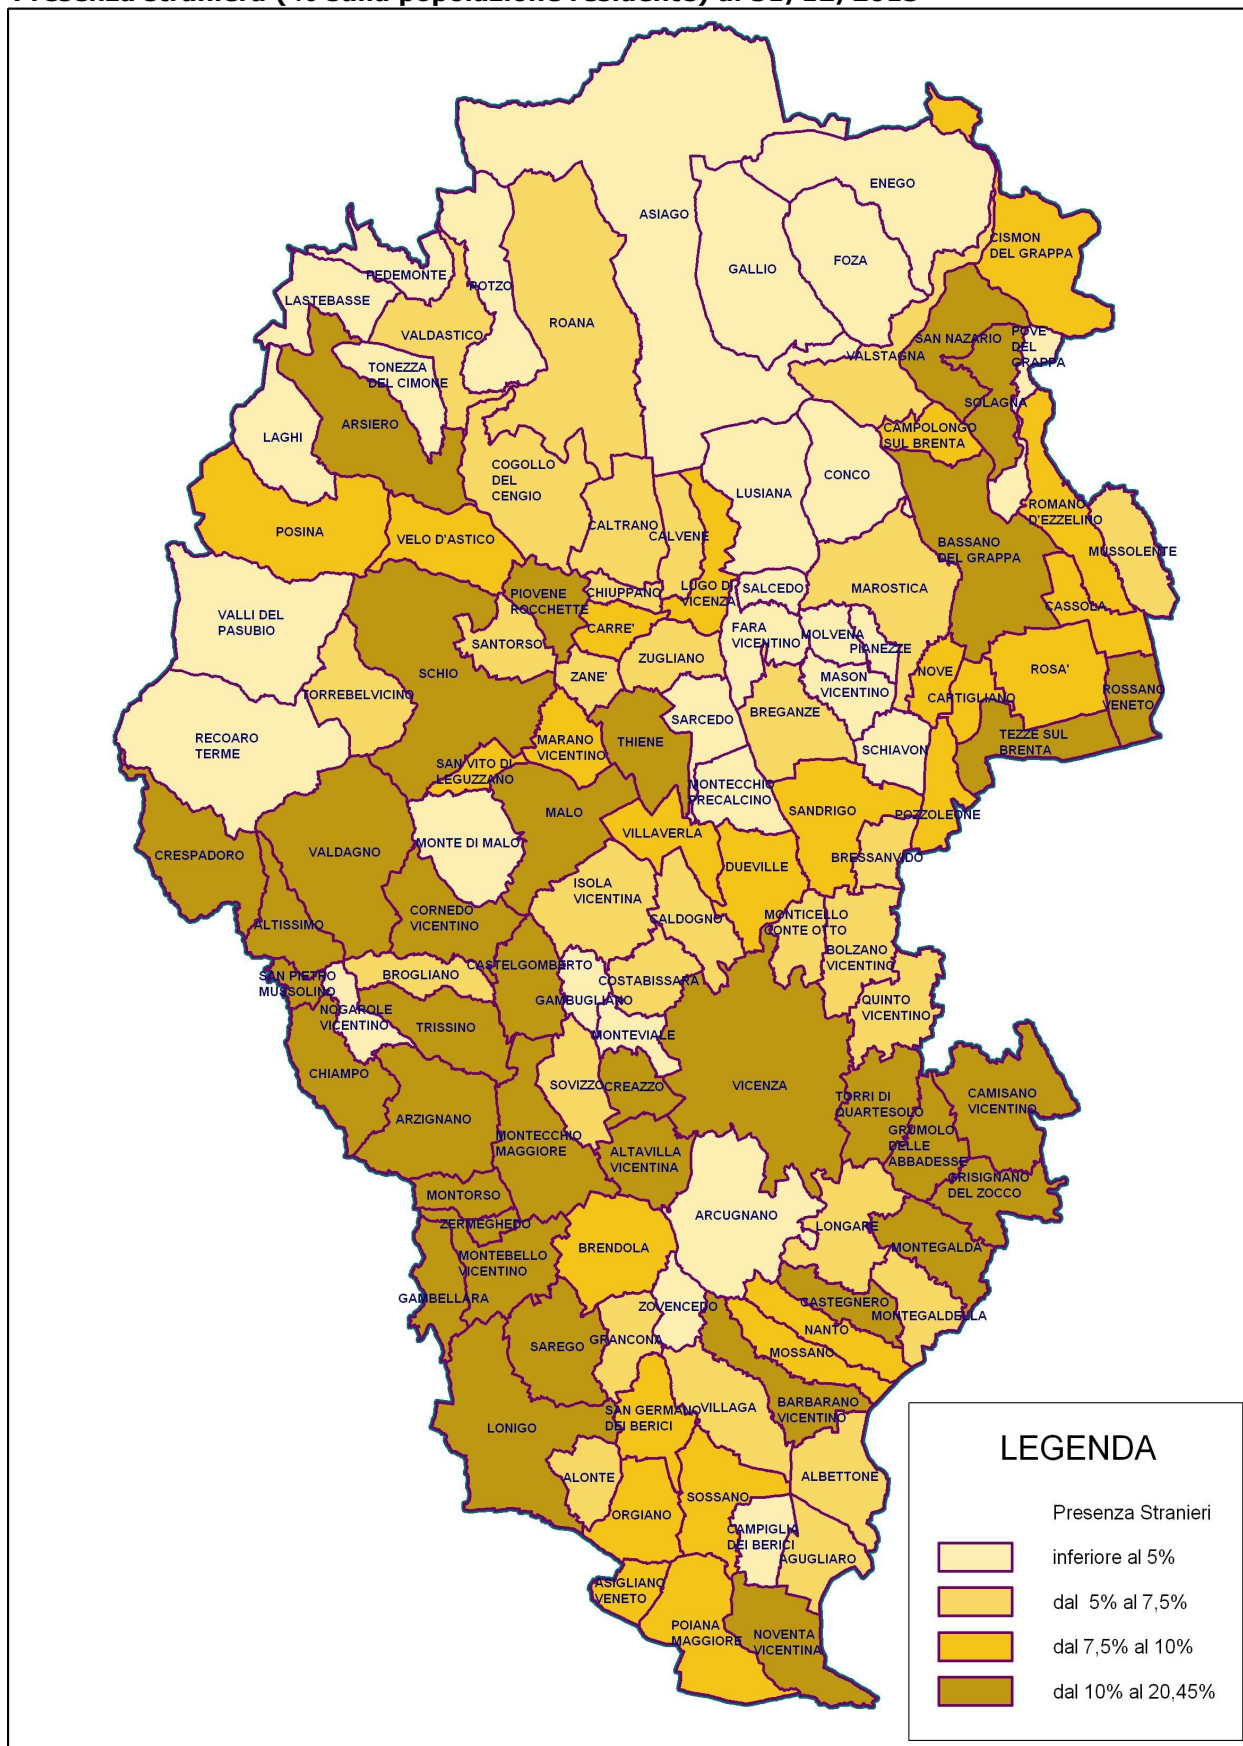 Presenza straniera (% sulla popolazione residente) al 31/12/2013
ENEGO
ASIAGO
CISMON
DEL GRAPPA
FOZA
GALLIO
PEDEMONTE
ROTZO
LASTEBASSE
ROANA
VALDASTICO
SAN NAZARIO
POVE
DEL
GRAPPA
VALSTAGNA
TONEZZA
DEL CIMONE
SOLAGNA
ARSIERO
CAMPOLONGO
SUL BRENTA
LAGHI
COGOLLO
DEL
CENGIO
CONCO
LUSIANA
ROMANO
D'EZZELINO
POSINA
VELO D'ASTICO
CALTRANO
CALVENE
BASSANO
DEL GRAPPA
MUSSOLENTE
PIOVENE
ROCCHETTE
CHIUPPANO
LUGO DI
VICENZA
SALCEDO
MAROSTICA
CASSOLA
VALLI DEL
PASUBIO
CARRE'
FARA
VICENTINO
MOLVENA
PIANEZZE
SANTORSO
ZUGLIANO
SCHIO
ZANE'
MASON
VICENTINO
NOVE
ROSA'
TORREBELVICINO
CARTIGLIANO
ROSSANO
VENETO
RECOARO
TERME
SARCEDO
BREGANZE
MARANO
VICENTINO
THIENE
SCHIAVON
TEZZE SUL
BRENTA
SAN VITO DI
LEGUZZANO
MONTECCHIO
PRECALCINO
MALO
SANDRIGO
POZZOLEONE
VILLAVERLA
MONTE DI MALO
CRESPADORO
VALDAGNO
DUEVILLE
BRESSANVIDO
ISOLA
VICENTINA
CORNEDO
VICENTINO
CALDOGNO
MONTICELLO
CONTE OTTO
ALTISSIMO
BOLZANO
VICENTINO
CASTELGOMBERTO
SAN PIETRO
MUSSOLINO
BROGLIANO
COSTABISSARA
GAMBUGLIANO
QUINTO
VICENTINO
NOGAROLE
VICENTINO
TRISSINO
MONTEVIALE
CHIAMPO
SOVIZZO
CREAZZO
VICENZA
TORRI DI
QUARTESOLO
CAMISANO
VICENTINO
ARZIGNANO
MONTECCHIO
MAGGIORE
ALTAVILLA
VICENTINA
GRUMOLO
DELLE
ABBADESSE
GRISIGNANO
DEL ZOCCO
MONTORSO
ARCUGNANO
LONGARE
ZERMEGHEDO
BRENDOLA
MONTEGALDA
MONTEBELLO
VICENTINO
GAMBELLARA
ZOVENCEDO
CASTEGNERO
MONTEGALDELLA
NANTO
GRANCONA
SAREGO
MOSSANO
SAN GERMANO
DEI BERICI
VILLAGA
BARBARANO
VICENTINO
LONIGO
ALONTE
ALBETTONE
SOSSANO
ORGIANO
CAMPIGLIA
DEI BERICI
AGUGLIARO
ASIGLIANO
VENETO
POIANA
MAGGIORE
NOVENTA
VICENTINA
LEGENDA
Presenza Stranieri
inferiore al 5%
dal 5% al 7,5%
dal 7,5% al 10%
dal 10% al 20,45%